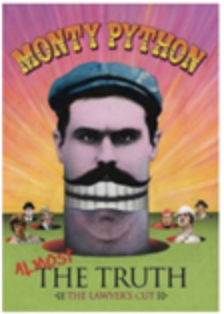 MONTY PYTHON
ALMOST
THE TRUTH
THE LAWYER'S CUT